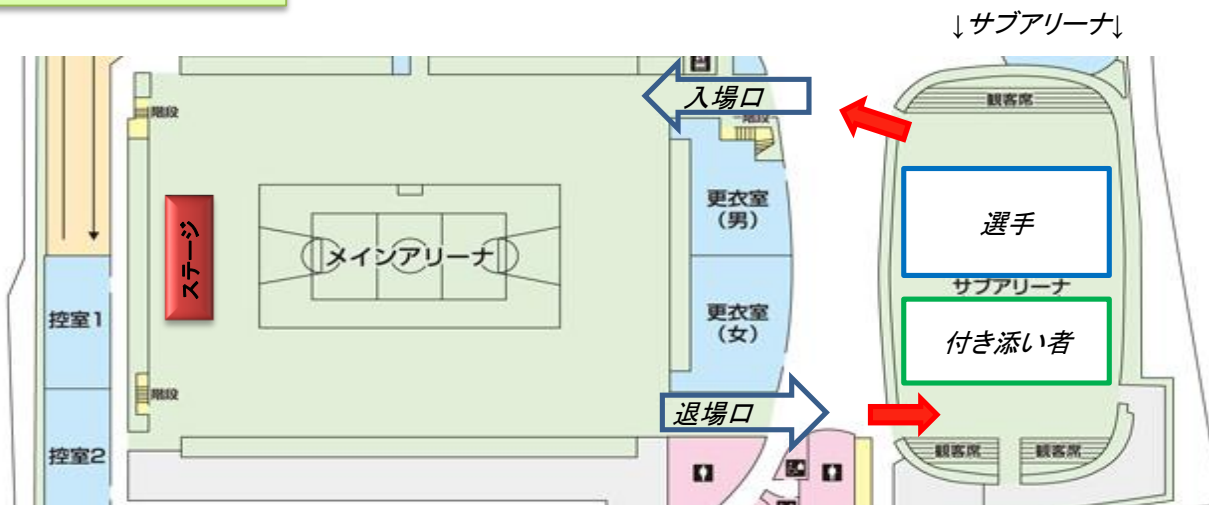 ↓サブアリーナ↓
入場口
観客席
階段
階段
更衣室
（男）
選手
ステージ
メインアリーナ
サブアリーナ
控室1
更衣室
（女）
付き添い者
階段
退場口
控室2
観客席
観客席